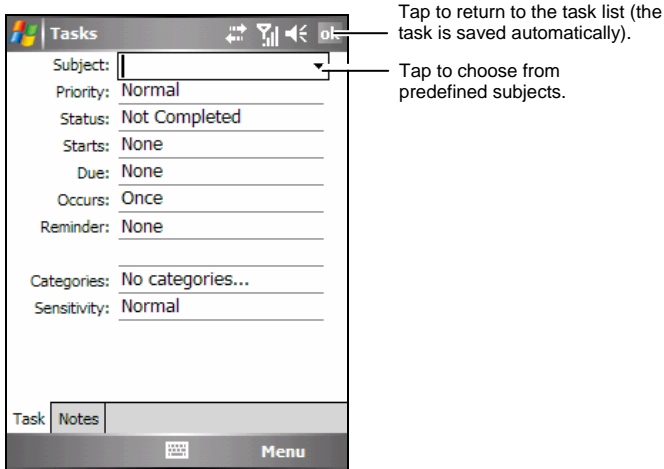 Tasks
ok
Subject:
Priority: Normal
Status: Not Completed
Starts: None
Due: None
Occurs: Once
Reminder: None
Categories: No categories...
Sensitivity: Normal
Task Notes
Menu
Tap to return to the task list (the
task is saved automatically).
Tap to choose from
predefined subjects.